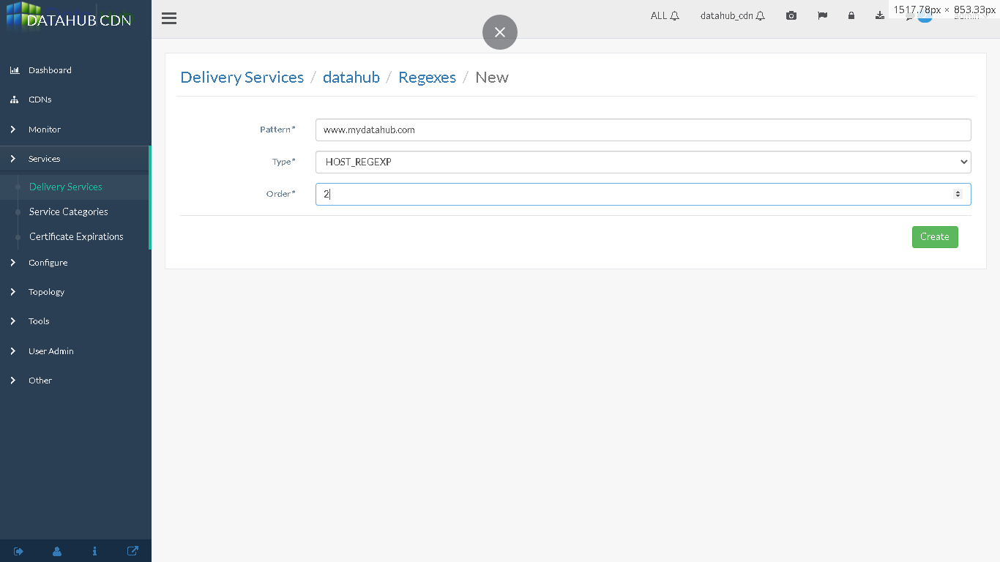 DATAHUB CDN
ALL
datahub_cdn
1517.78px × 853.33px
Dashboard
CDNs
Monitor
Services
Delivery Services
Service Categories
Certificate Expirations
Configure
Topology
Tools
User Admin
Other
Delivery Services / datahub / Regexes / New
Pattern*
www.mydatahub.com
Type*
HOST_REGEXP
Order*
2
Create